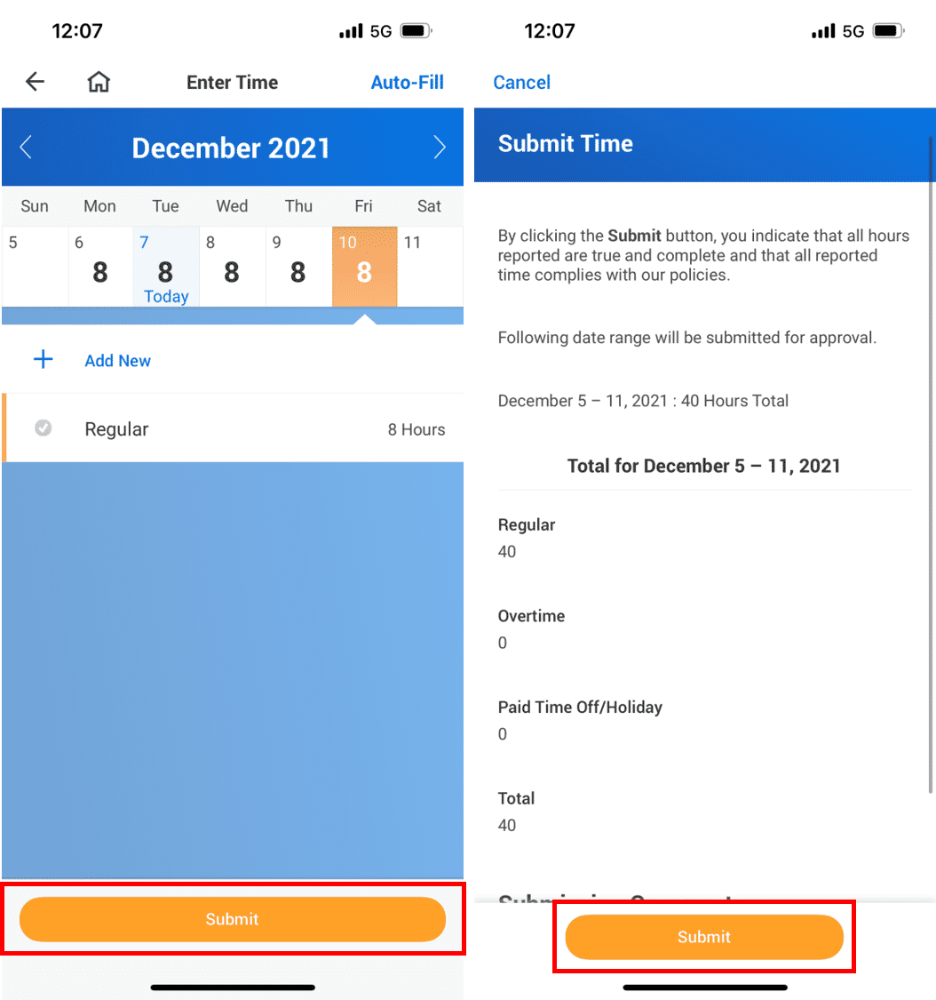 12:07
5G
Enter Time
Auto-Fill
December 2021
Sun Mon Tue Wed Thu Fri Sat
5 6 7 8 9 10 11
8 8 8 8 8
Today
Add New
Regular 8 Hours
Submit
12:07
5G
Cancel
Submit Time
By clicking the Submit button, you indicate that all hours
reported are true and complete and that all reported
time complies with our policies.
Following date range will be submitted for approval.
December 5 – 11, 2021 : 40 Hours Total
Total for December 5 – 11, 2021
Regular
40
Overtime
0
Paid Time Off/Holiday
0
Total
40
Submit